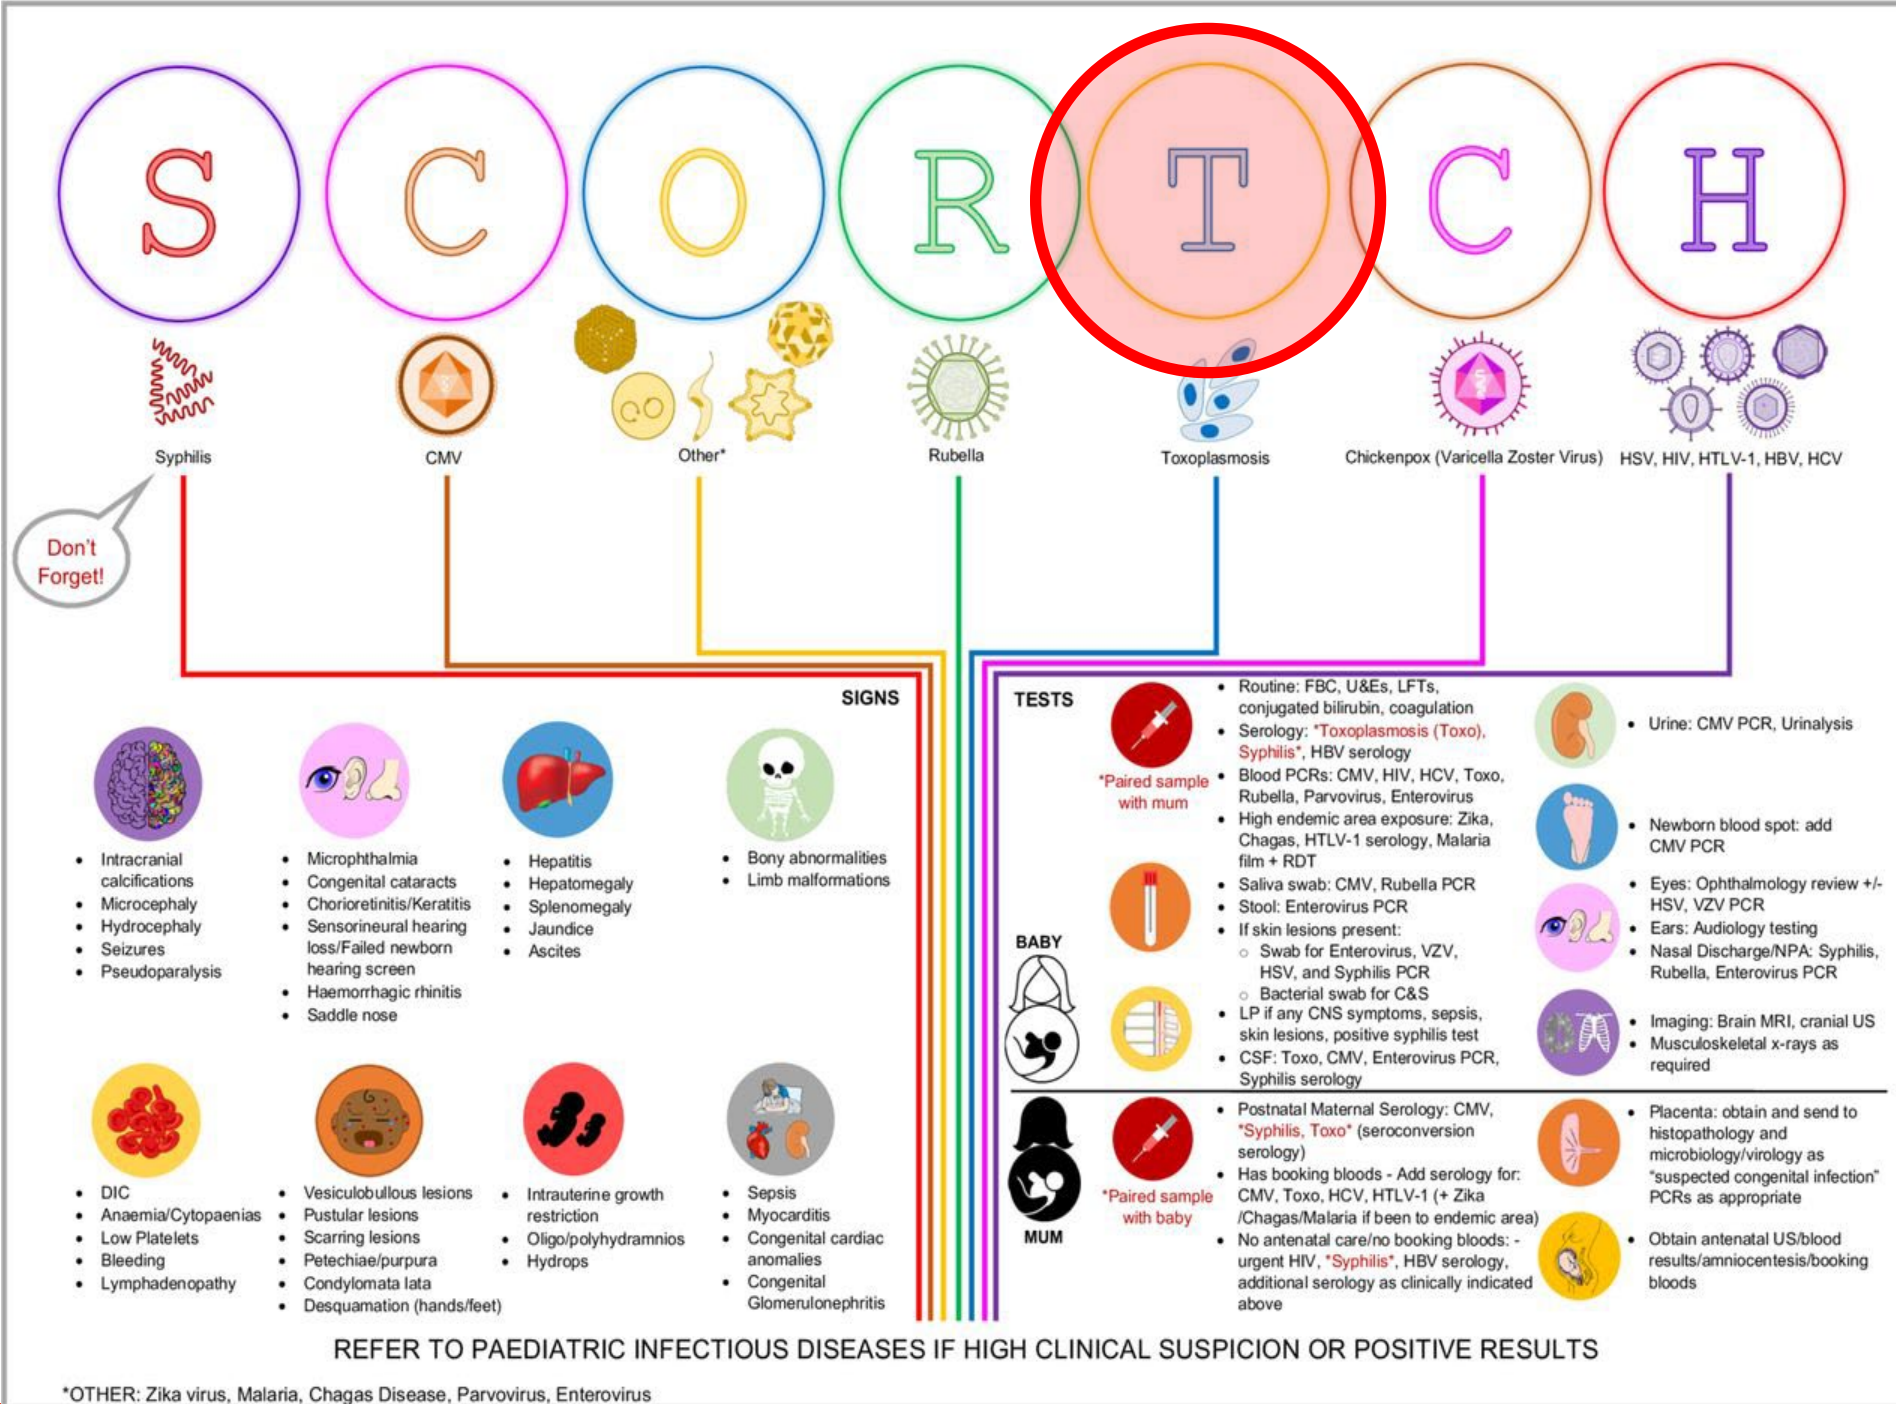 S C O R T C H
Syphilis
CMV
Other*
Rubella
Toxoplasmosis
Chickenpox (Varicella Zoster Virus)
HSV, HIV, HTLV-1, HBV, HCV
Don't
Forget!
SIGNS
• Intracranial
calcifications
• Microcephaly
• Hydrocephaly
• Seizures
• Pseudoparalysis
• Microphthalmia
• Congenital cataracts
• Chorioretinitis/Keratitis
• Sensorineural hearing
loss/Failed newborn
hearing screen
• Haemorrhagic rhinitis
• Saddle nose
• Hepatitis
• Hepatomegaly
• Splenomegaly
• Jaundice
• Ascites
• Bony abnormalities
• Limb malformations
• DIC
• Anaemia/Cytopaenias
• Low Platelets
• Bleeding
• Lymphadenopathy
• Vesiculobullous lesions
• Pustular lesions
• Scarring lesions
• Petechiae/purpura
• Condylomata lata
• Desquamation (hands/feet)
• Intrauterine growth
restriction
• Oligo/polyhydramnios
• Hydrops
• Sepsis
• Myocarditis
• Congenital cardiac
anomalies
• Congenital
Glomerulonephritis
TESTS
BABY
*Paired sample
with mum
• Routine: FBC, U&Es, LFTs,
conjugated bilirubin, coagulation
• Serology: *Toxoplasmosis (Toxo),
Syphilis*, HBV serology
• Blood PCRs: CMV, HIV, HCV, Toxo,
Rubella, Parvovirus, Enterovirus
• High endemic area exposure: Zika,
Chagas, HTLV-1 serology, Malaria
film + RDT
• Saliva swab: CMV, Rubella PCR
• Stool: Enterovirus PCR
• If skin lesions present:
○ Swab for Enterovirus, VZV,
HSV, and Syphilis PCR
○ Bacterial swab for C&S
• LP if any CNS symptoms, sepsis,
skin lesions, positive syphilis test
• CSF: Toxo, CMV, Enterovirus PCR,
Syphilis serology
• Urine: CMV PCR, Urinalysis
• Newborn blood spot: add
CMV PCR
• Eyes: Ophthalmology review +/-
HSV, VZV PCR
• Ears: Audiology testing
• Nasal Discharge/NPA: Syphilis,
Rubella, Enterovirus PCR
• Imaging: Brain MRI, cranial US
• Musculoskeletal x-rays as
required
MUM
*Paired sample
with baby
• Postnatal Maternal Serology: CMV,
*Syphilis, Toxo* (seroconversion
serology)
• Has booking bloods - Add serology for:
CMV, Toxo, HCV, HTLV-1 (+ Zika
/Chagas/Malaria if been to endemic area)
• No antenatal care/no booking bloods: -
urgent HIV, *Syphilis*, HBV serology,
additional serology as clinically indicated
above
• Placenta: obtain and send to
histopathology and
microbiology/virology as
“suspected congenital infection”
PCRs as appropriate
• Obtain antenatal US/blood
results/amniocentesis/booking
bloods
REFER TO PAEDIATRIC INFECTIOUS DISEASES IF HIGH CLINICAL SUSPICION OR POSITIVE RESULTS
*OTHER: Zika virus, Malaria, Chagas Disease, Parvovirus, Enterovirus